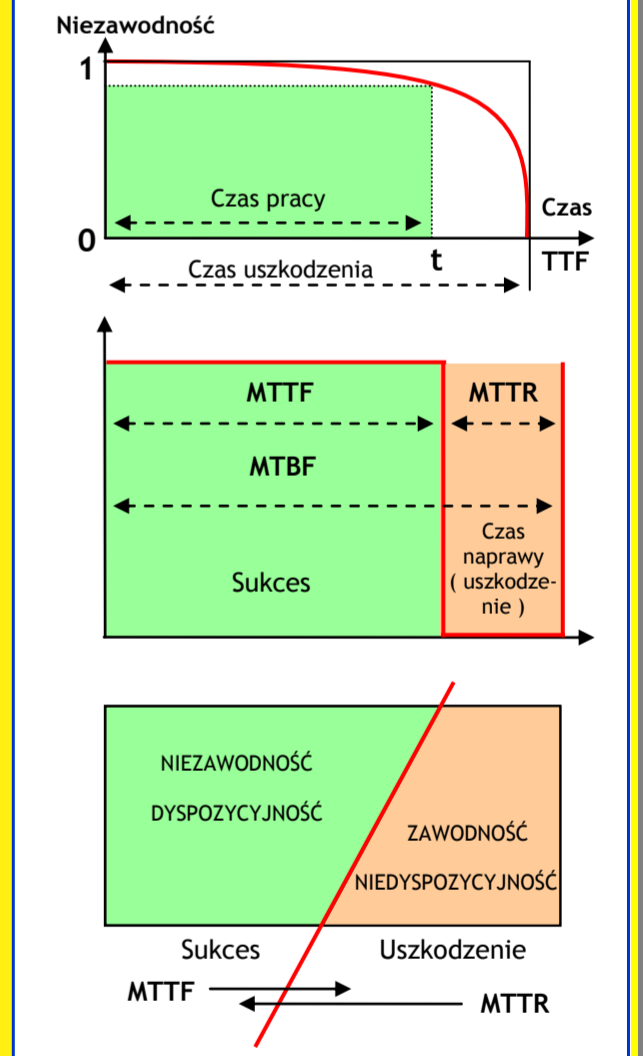 Niezawodność
1
Czas pracy
Czas
0
Czas uszkodzenia
t
TTF
MTTF
MTTR
MTBF
Czas
naprawy
( uszkodze-
nie )
Sukces
NIEZAWODNOŚĆ
DYSPOZYCYJNOŚĆ
ZAWODNOŚĆ
NIEDYSPOZYCYJNOŚĆ
Sukces
Uszkodzenie
MTTF
MTTR